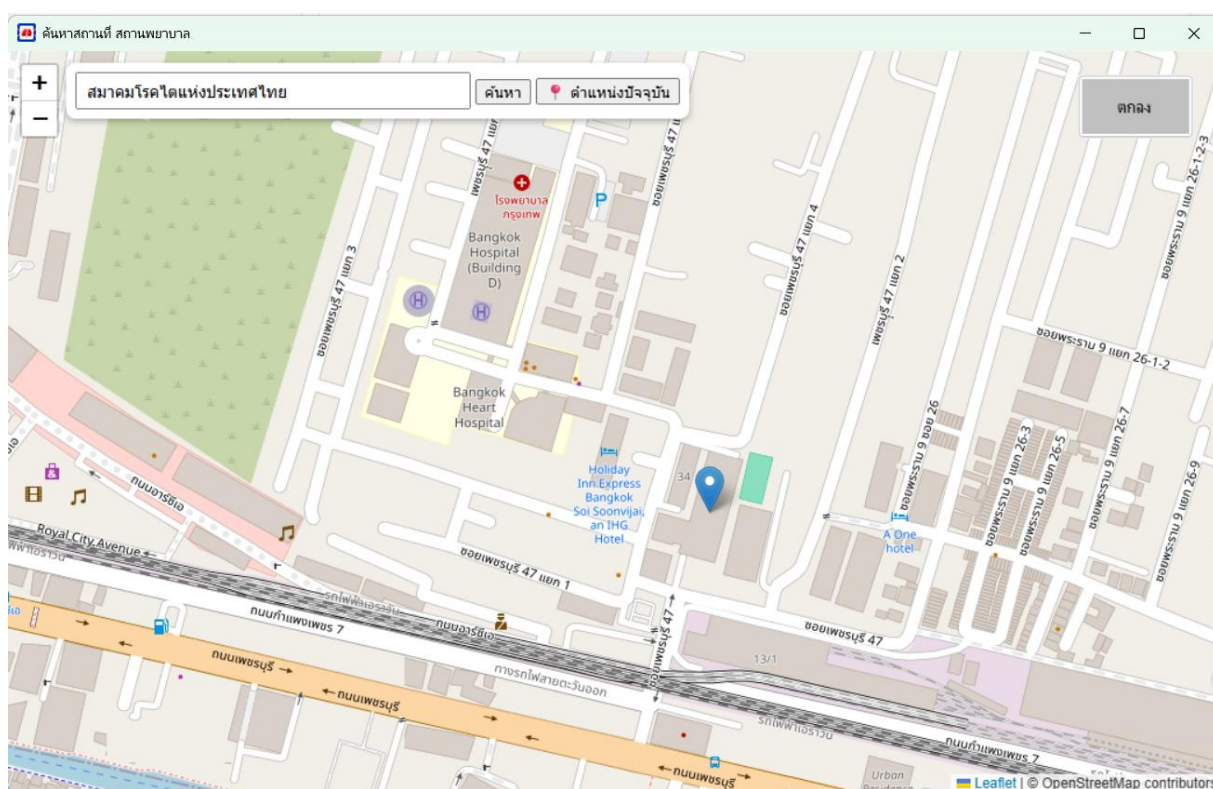 ค้นหาสถานที่ สถานพยาบาล
+
สมาคมโรคไตแห่งประเทศไทย
ค้นหา
ตำแหน่งปัจจุบัน
−
ตกลง
เพชรบุรี 47 แยก
ซอยเพชรบุรี 47 แ
โรงพยาบาล
กรุงเทพ
P
Bangkok
Hospital
(Building
D)
H
H
ซอยเพชรบุรี 47 แยก 3
ซอยเพชรบุรี 47 แยก 4
เพชรบุรี 47 แยก 2
ซอยพระราม 9 แยก 26-1-2-3
ซอยพระราม 9 แยก 26-1-2
Bangkok
Heart
Hospital
Holiday
Inn Express
Bangkok
Soi Soonvijai,
an IHG
Hotel
34
ซอยพระราม 9 ซอย 26
ซอยพระราม 9 แยก 26-3
ซอยพระราม 9 แยก 26-5
ซอยพระราม 9 แยก 26-7
ซอยพระราม 9 แยก 26-9
A One
hotel
ถนนอาร์ซีเอ
Royal City Avenue
รถไฟฟ้าเอราวัน
ซอยเพชรบุรี 47 แยก 1
ถนนกำแพงเพชร 7
ถนนอาร์ซีเอ
ซอยเพชรบุรี 47
ซอยเพชรบุรี 47
13/1
ถนนเพชรบุรี
ทางรถไฟสายตะวันออก
ถนนเพชรบุรี
รถไฟฟ้าเอราวัน
ถนนกำแพงเพชร 7
ถนนเพชรบุรี
Urban
Leaflet | © OpenStreetMap contributors